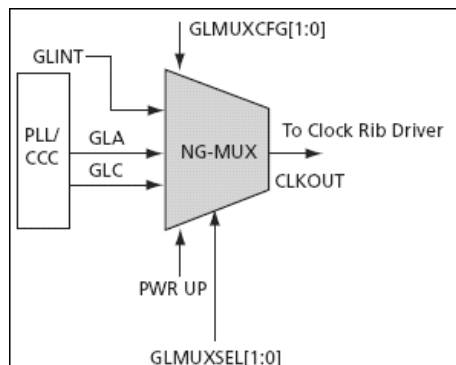 GLMUXCFG[1:0]
GLINT
PLL/
CCC
GLA
GLC
NG-MUX
To Clock Rib Driver
CLKOUT
PWR UP
GLMUXSEL[1:0]